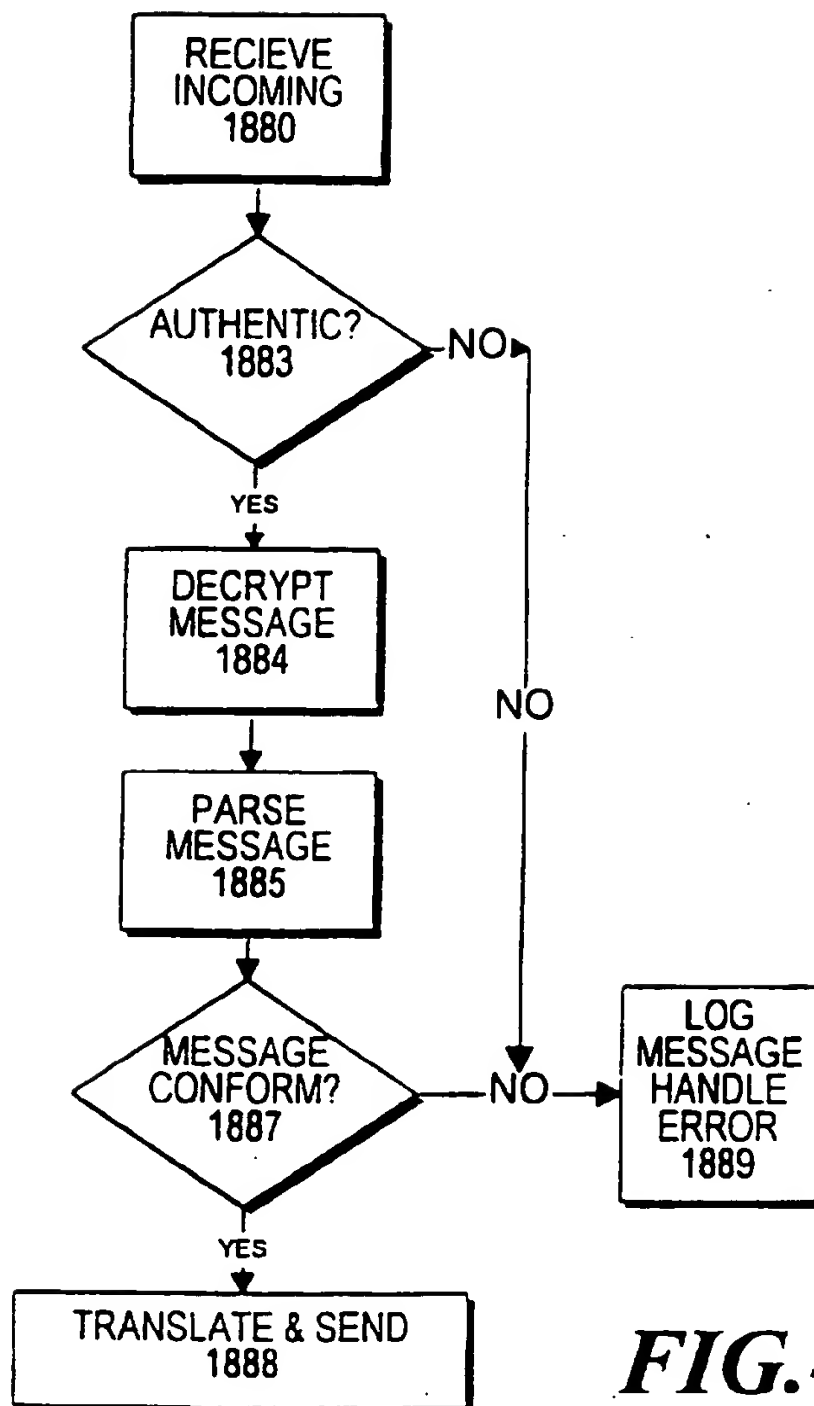 RECIEVE
INCOMING
1880
AUTHENTIC?
1883
NO
YES
DECRYPT
MESSAGE
1884
NO
PARSE
MESSAGE
1885
MESSAGE
CONFORM?
1887
NO
LOG
MESSAGE
HANDLE
ERROR
1889
YES
TRANSLATE & SEND
1888
FIG.